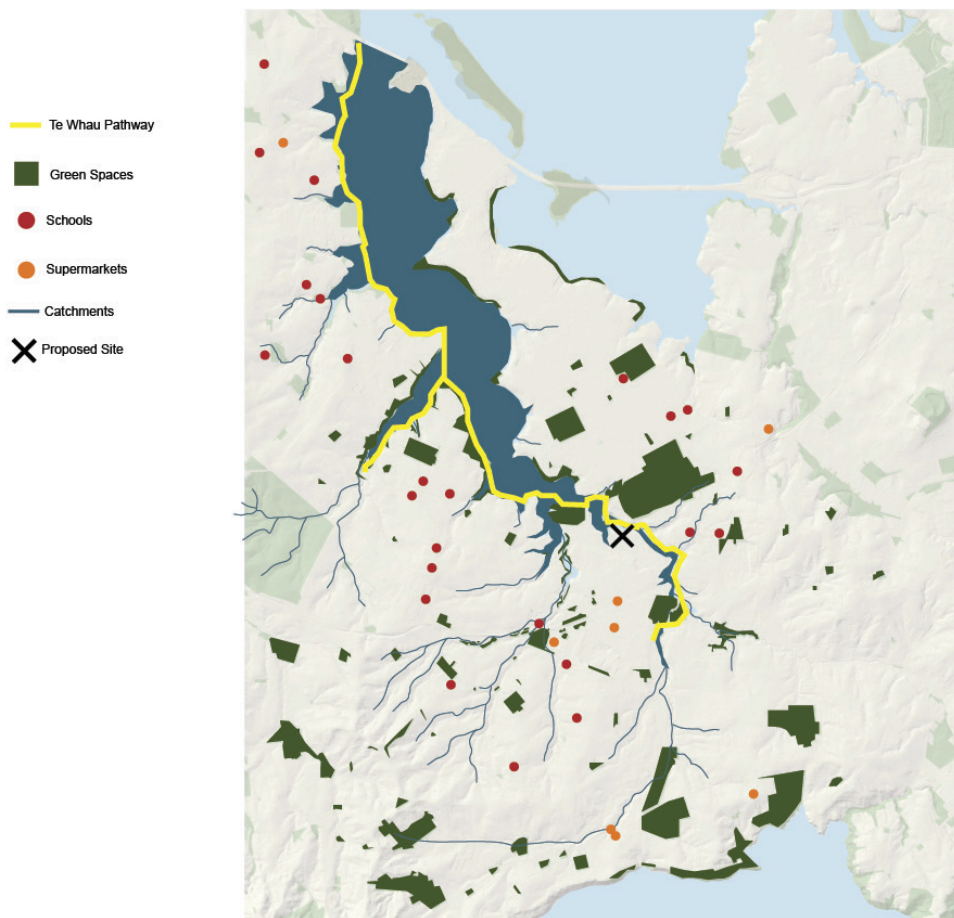 Te Whau Pathway
Green Spaces
Schools
Supermarkets
Catchments
Proposed Site